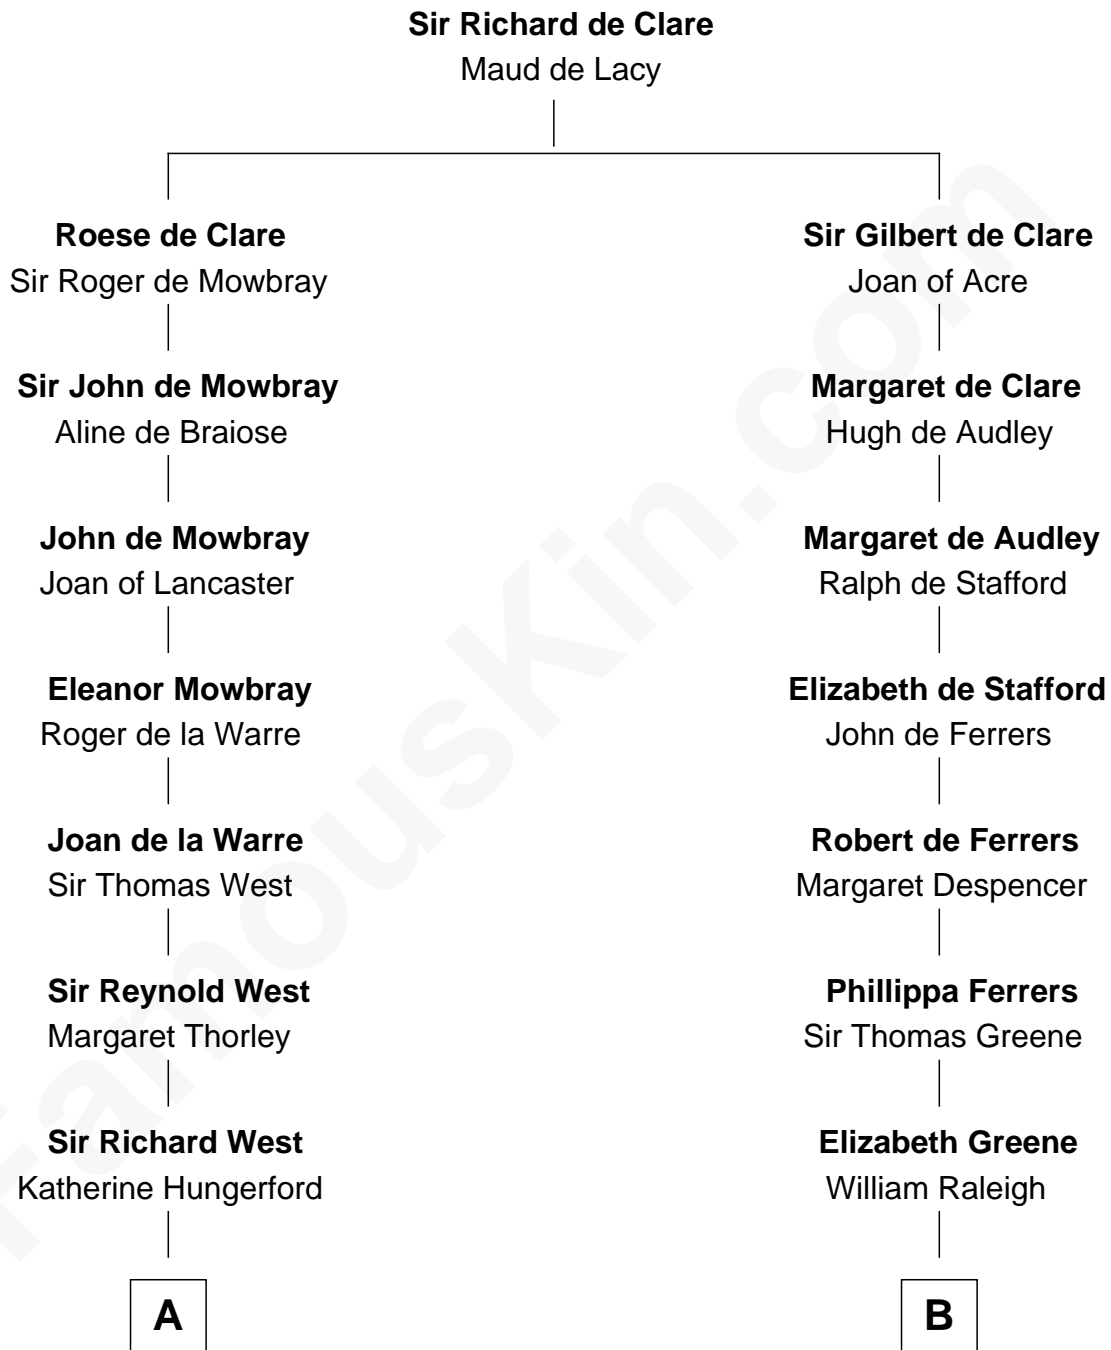 Sir Richard de Clare
Maud de Lacy
Roese de Clare
Sir Roger de Mowbray
Sir Gilbert de Clare
Joan of Acre
Sir John de Mowbray
Aline de Braiose
Margaret de Clare
Hugh de Audley
John de Mowbray
Joan of Lancaster
Margaret de Audley
Ralph de Stafford
Eleanor Mowbray
Roger de la Warre
Elizabeth de Stafford
John de Ferrers
Joan de la Warre
Sir Thomas West
Robert de Ferrers
Margaret Despencer
Sir Reynold West
Margaret Thorley
Phillippa Ferrers
Sir Thomas Greene
Sir Richard West
Katherine Hungerford
Elizabeth Greene
William Raleigh
A
B
FamousKin.com